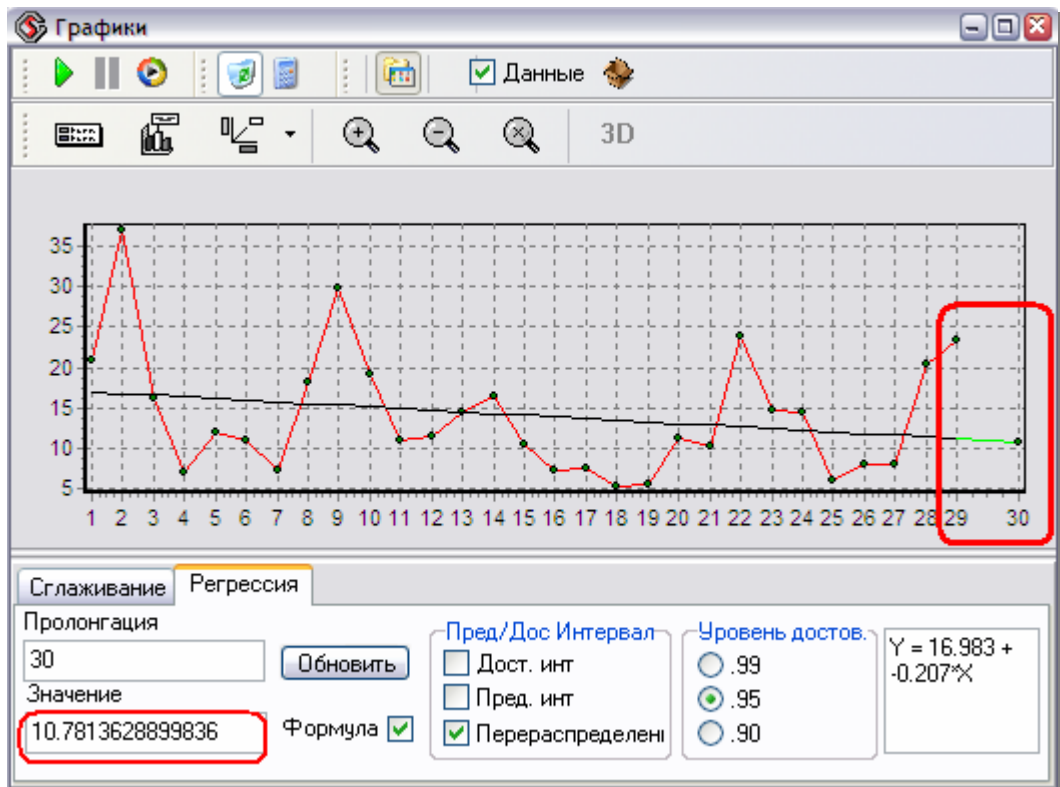 Графики
Данные
3D
35
30
25
20
15
10
5
1 2 3 4 5 6 7 8 9 10 11 12 13 14 15 16 17 18 19 20 21 22 23 24 25 26 27 28 29 30
Сглаживание Регрессия
Пролонгация
30
Обновить
Значение
10.7813628899836
Формула
Пред/Дос Интервал
Дост. инт
Пред. инт
Перераспределени
Уровень достов.
.99
.95
.90
Y = 16.983 +
-0.207*X